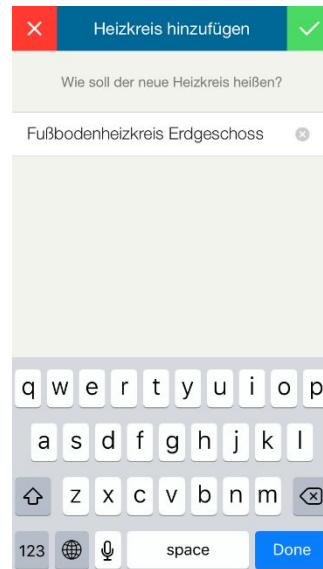 Heizkreis hinzufügen
Wie soll der neue Heizkreis heißen?
Fußbodenheizkreis Erdgeschoss
q w e r t y u i o p
a s d f g h j k l
z x c v b n m
123 space Done